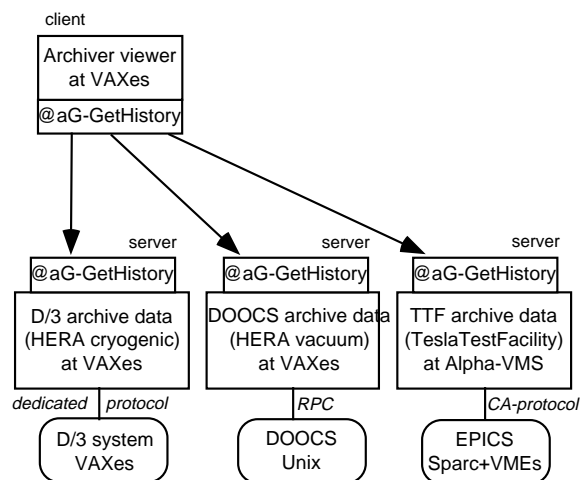 client
Archiver viewer
at VAXes
@aG-GetHistory
server
server
server
@aG-GetHistory
@aG-GetHistory
@aG-GetHistory
D/3 archive data
(HERA cryogenic)
at VAXes
DOOCS archive data
(HERA vacuum)
at VAXes
TTF archive data
(TeslaTestFacility)
at Alpha-VMS
dedicated protocol
RPC
CA-protocol
D/3 system
VAXes
DOOCS
Unix
EPICS
Sparc+VMEs